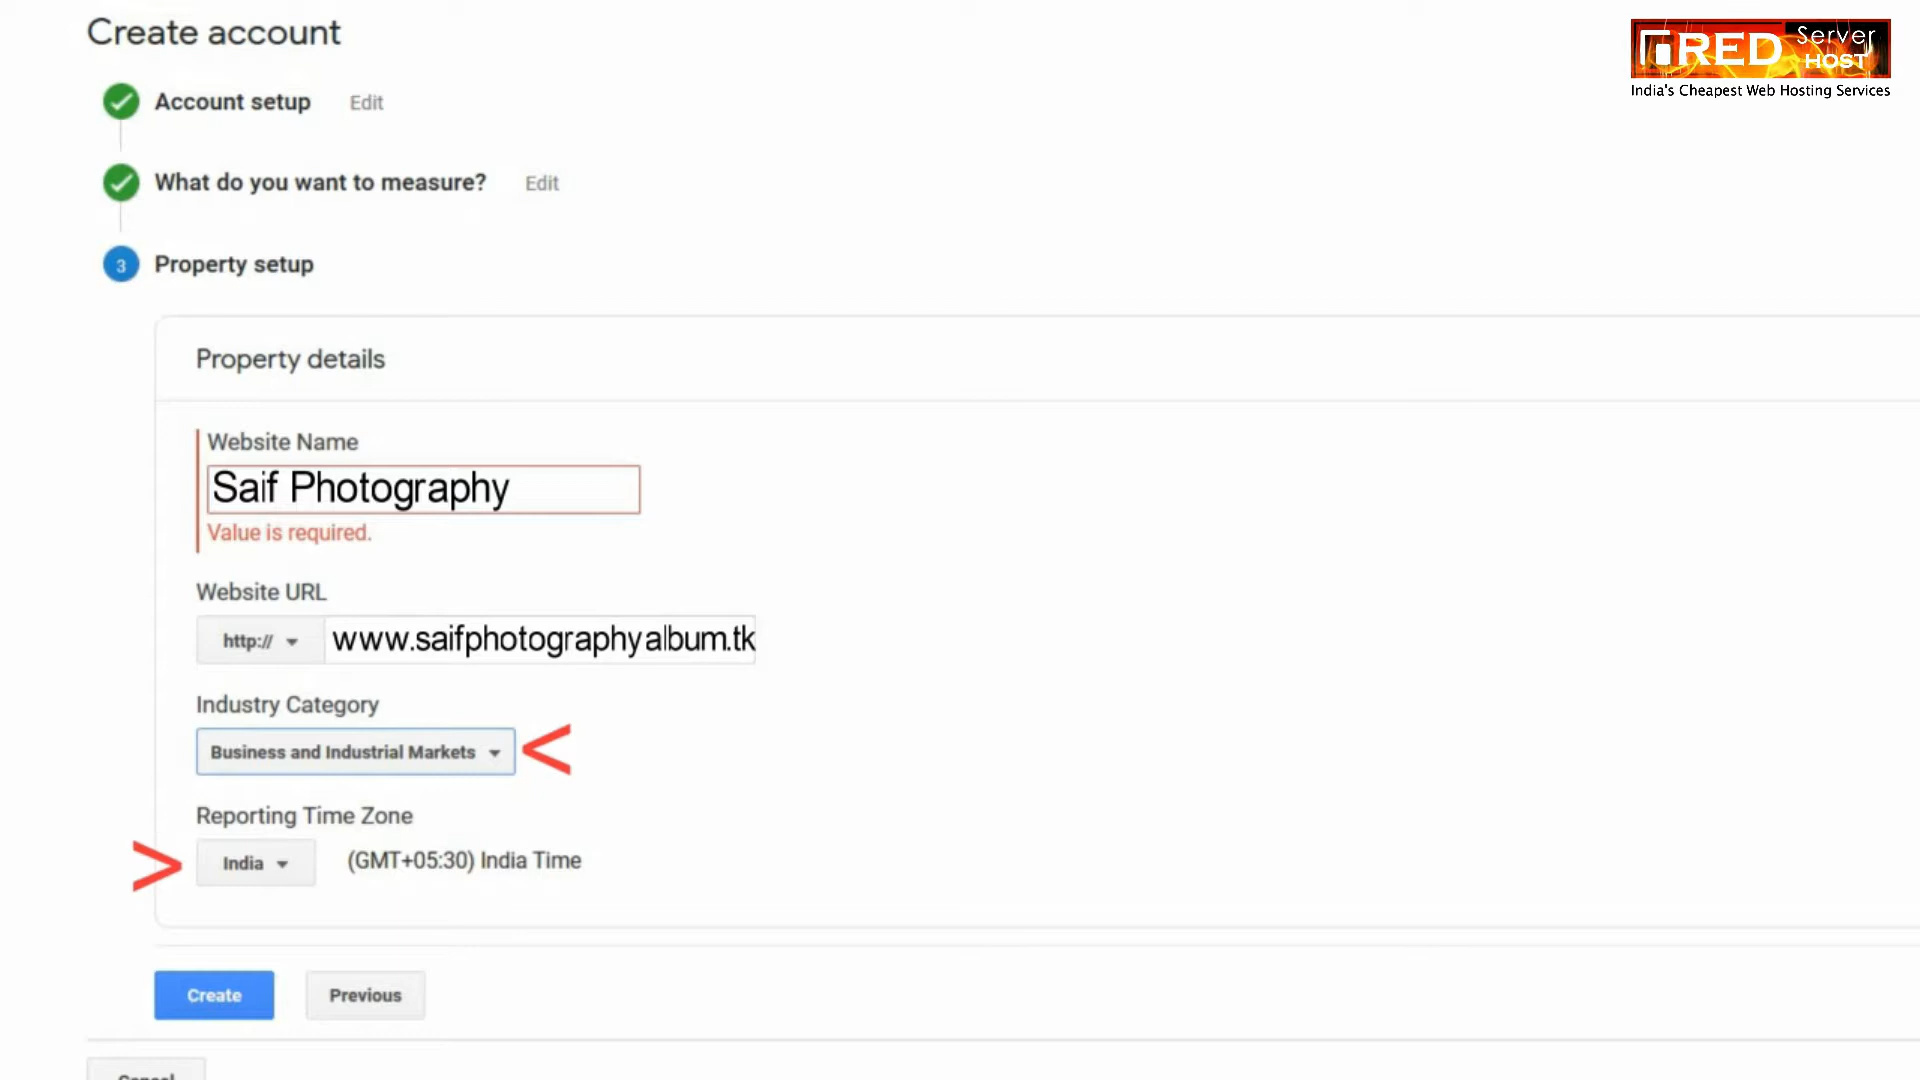 Create account
RED Server HOST
India's Cheapest Web Hosting Services
Account setup Edit
What do you want to measure? Edit
3 Property setup
Property details
Website Name
Saif Photography
Value is required.
Website URL
http:// www.saifphotographyalbum.tk
Industry Category
Business and Industrial Markets <
Reporting Time Zone
> India (GMT+05:30) India Time
Create Previous
Cancel